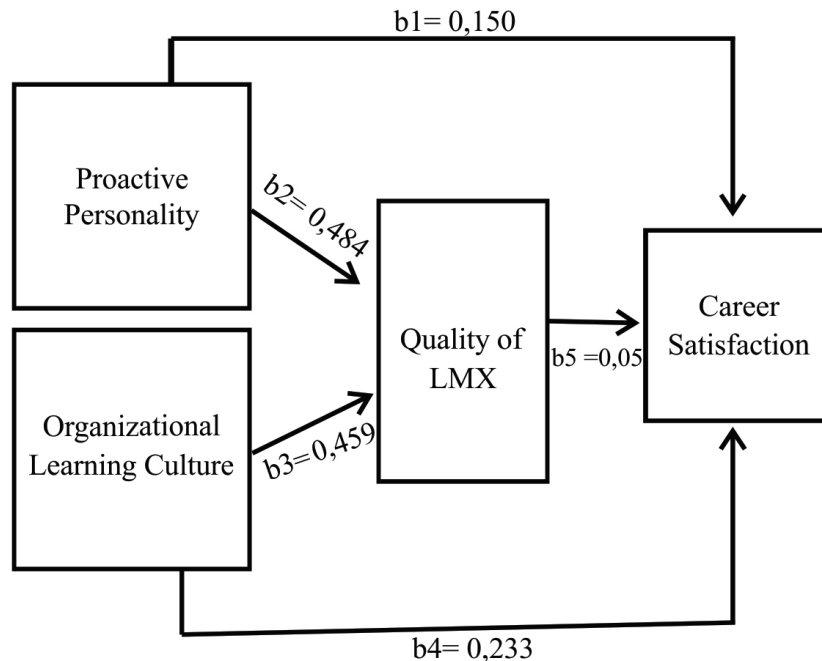 b1= 0,150
Proactive
Personality
b2= 0,484
Quality of
LMX
Career
Satisfaction
b5 =0,05
Organizational
Learning Culture
b3= 0,459
b4= 0,233